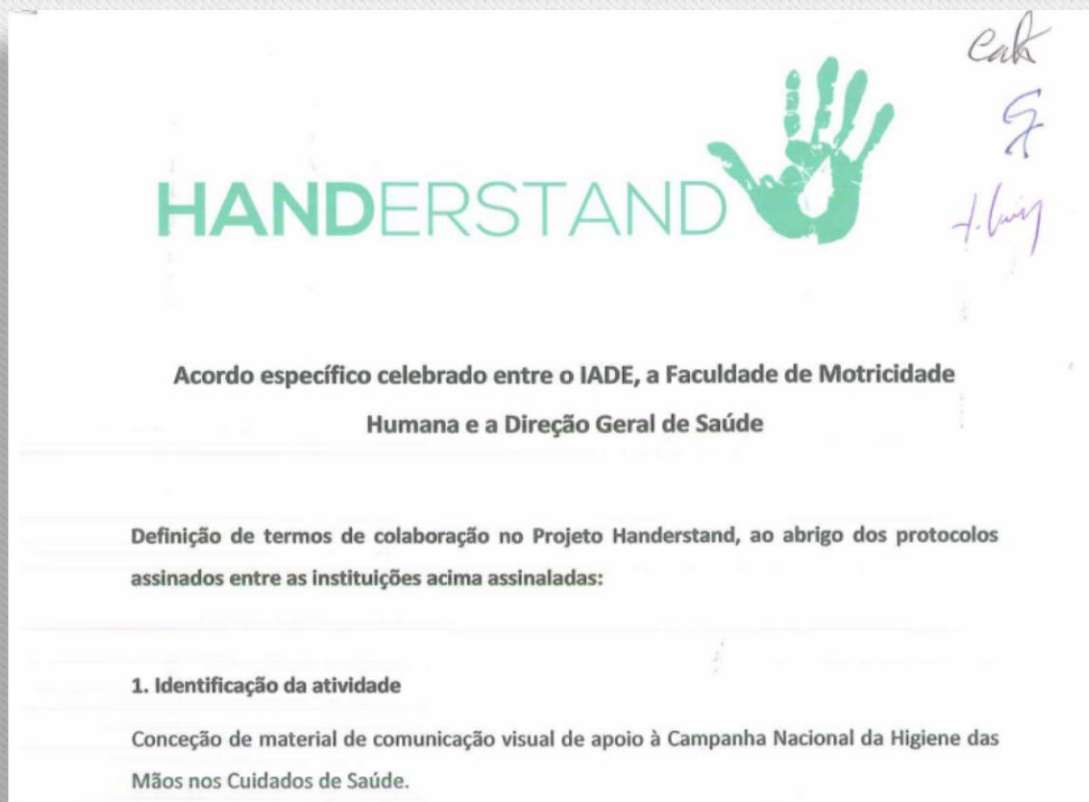 HANDERSTAND
Acordo específico celebrado entre o IADE, a Faculdade de Motricidade
Humana e a Direção Geral de Saúde
Definição de termos de colaboração no Projeto Handerstand, ao abrigo dos protocolos
assinados entre as instituições acima assinaladas:
1. Identificação da atividade
Conceção de material de comunicação visual de apoio à Campanha Nacional da Higiene das
Mãos nos Cuidados de Saúde.